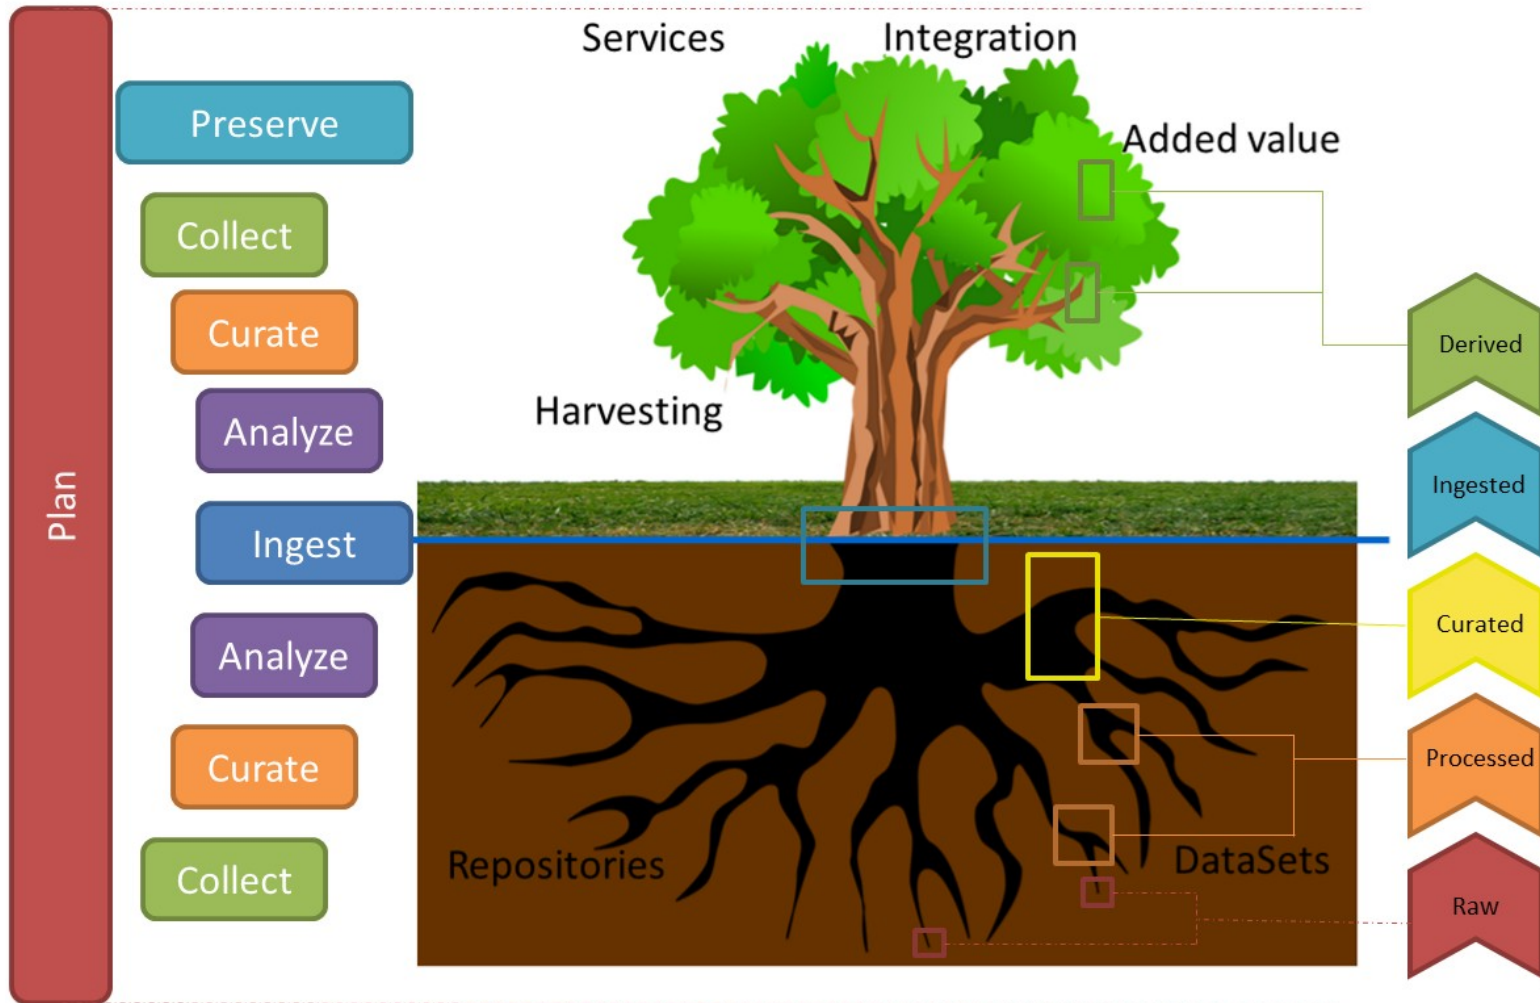 Plan
Preserve
Collect
Curate
Analyze
Ingest
Analyze
Curate
Collect
Services
Integration
Added value
Harvesting
Repositories
DataSets
Derived
Ingested
Curated
Processed
Raw